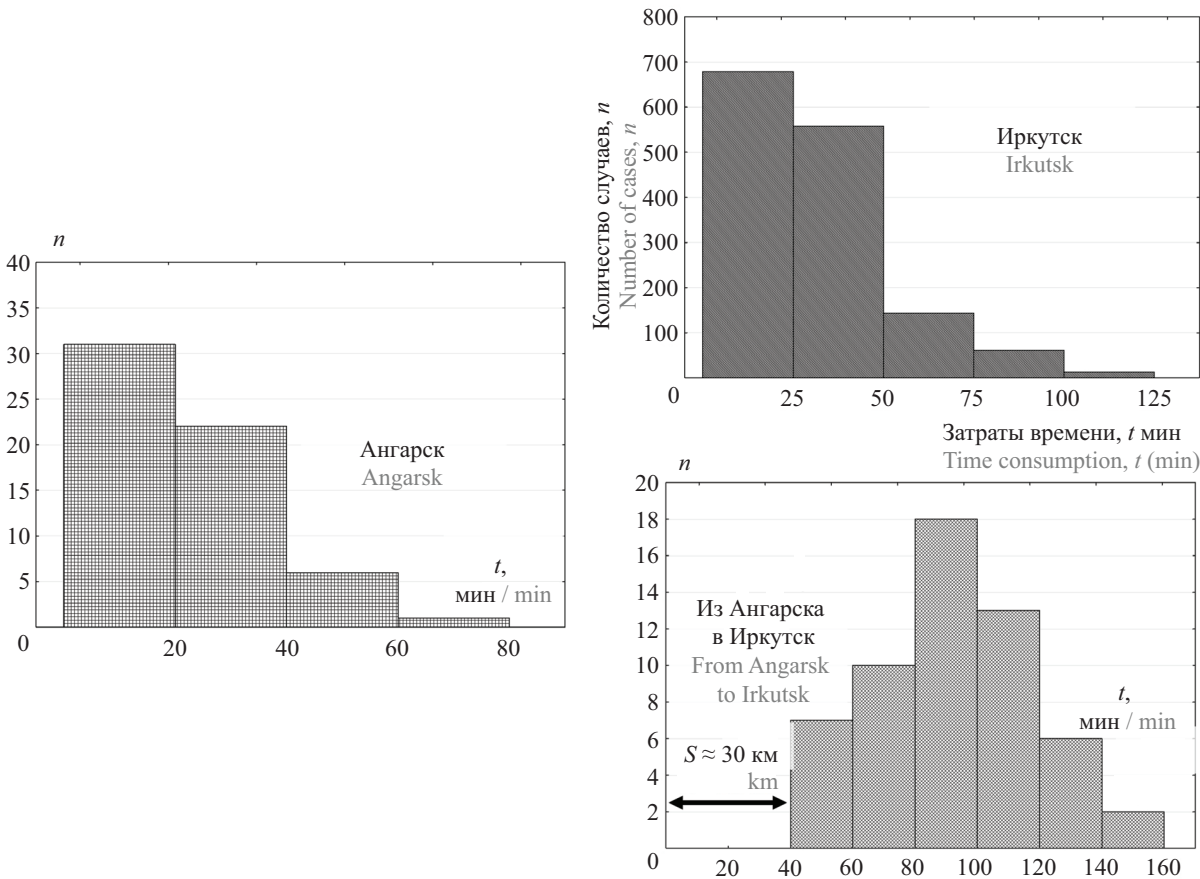 n
40
35
30
25
20
15
10
5
0
20
40
60
80
Ангарск
Angarsk
t,
мин / min
Количество случаев, n
Number of cases, n
800
700
600
500
400
300
200
100
0
25
50
75
100
125
Иркутск
Irkutsk
Затраты времени, t мин
Time consumption, t (min)
n
20
18
16
14
12
10
8
6
4
2
0
20
40
60
80
100
120
140
160
Из Ангарска
в Иркутск
From Angarsk
to Irkutsk
S ≈ 30 км
km
t,
мин / min